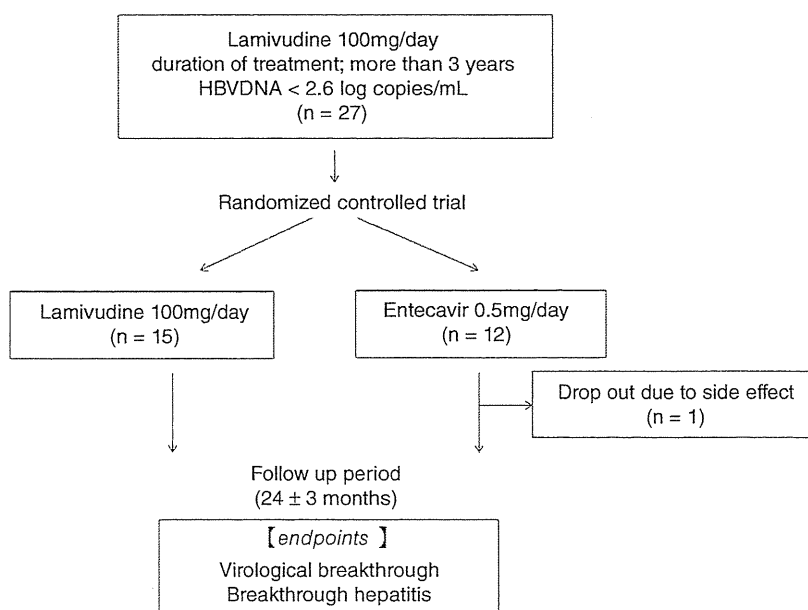 Lamivudine 100mg/day
duration of treatment; more than 3 years
HBVDNA < 2.6 log copies/mL
(n = 27)
Randomized controlled trial
Lamivudine 100mg/day
(n = 15)
Entecavir 0.5mg/day
(n = 12)
Drop out due to side effect
(n = 1)
Follow up period
(24 ± 3 months)
【endpoints】
Virological breakthrough
Breakthrough hepatitis